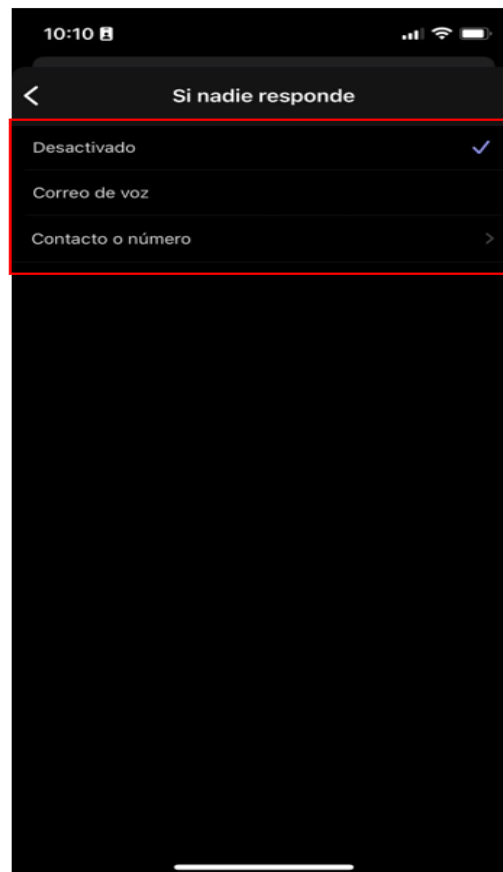 10:10
Si nadie responde
Desactivado
Correo de voz
Contacto o número